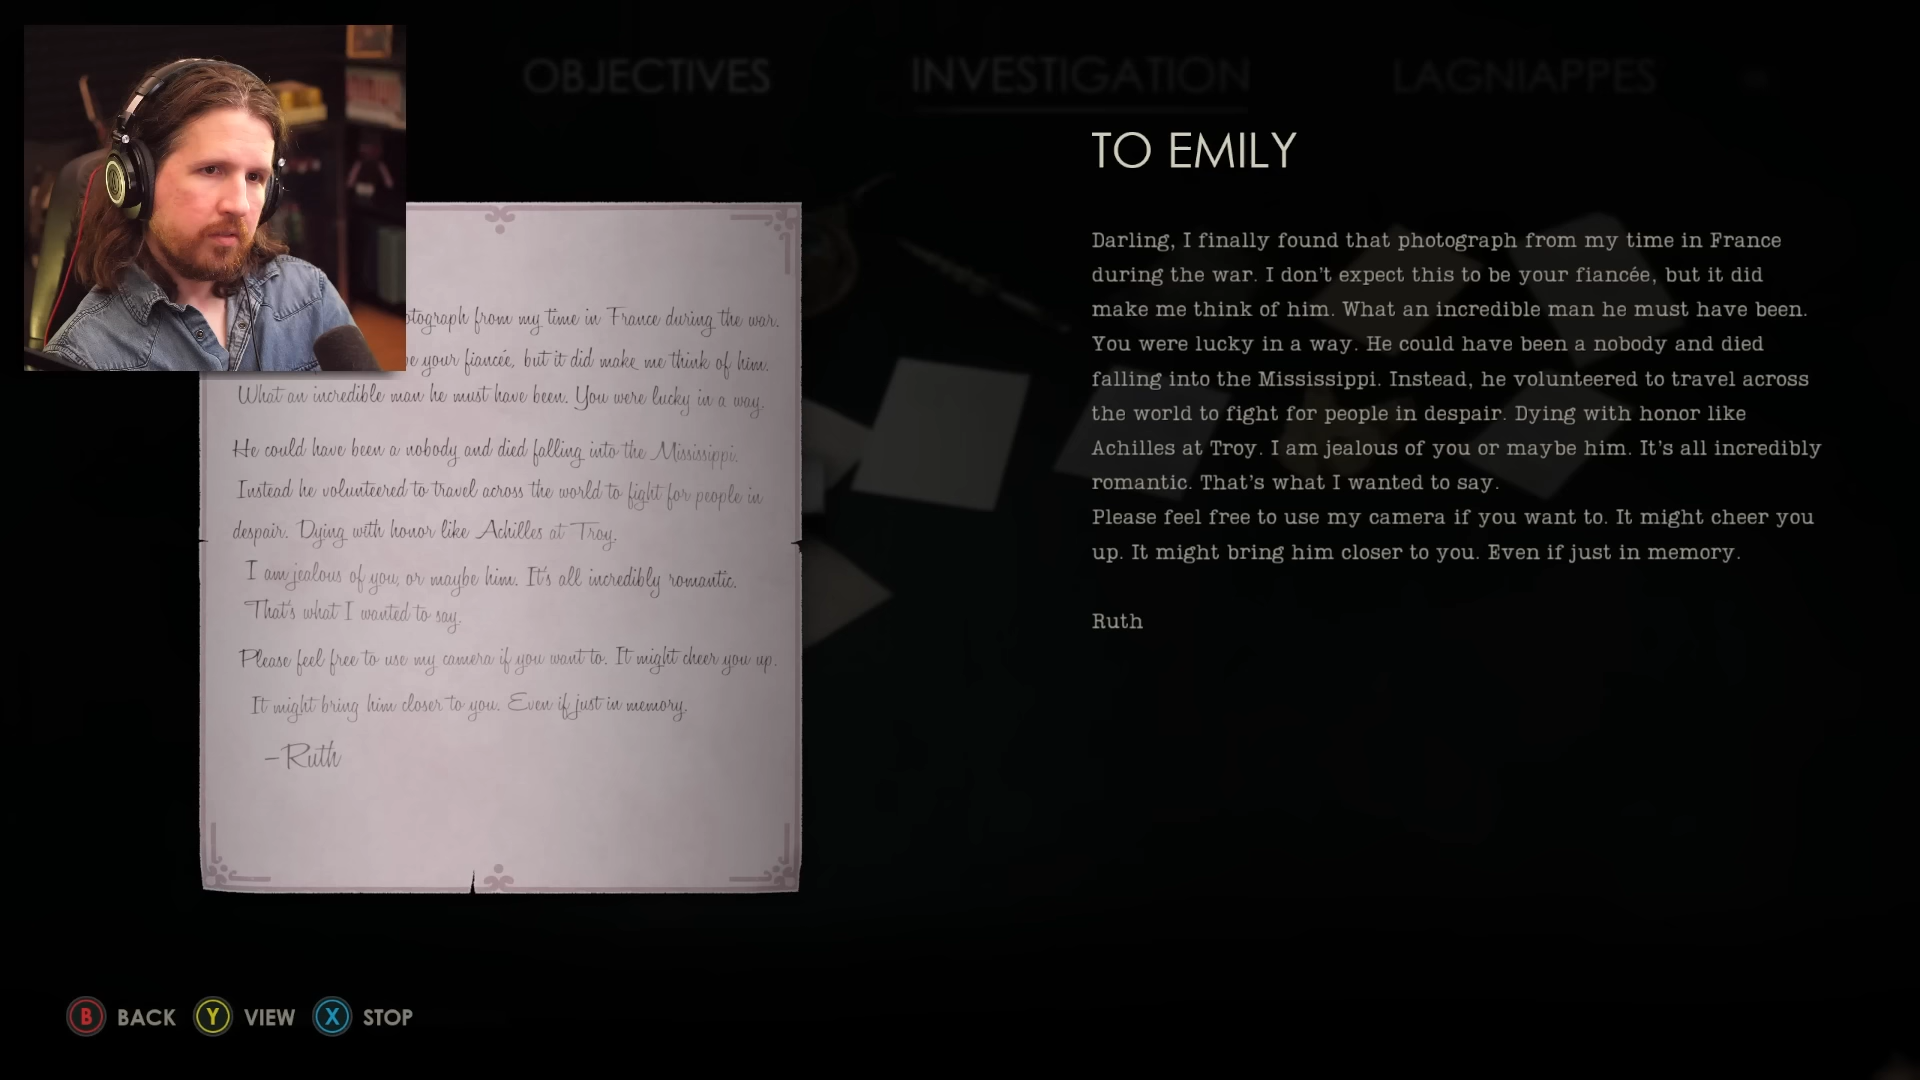 OBJECTIVES
INVESTIGATION
LAGNIAPPES
TO EMILY
otograph from my time in France during the war.
e your fiancée, but it did make me think of him.
What an incredible man he must have been. You were lucky in a way.
He could have been a nobody and died falling into the Mississippi.
Instead he volunteered to travel across the world to fight for people in
despair. Dying with honor like Achilles at Troy.
I am jealous of you, or maybe him. It's all incredibly romantic.
That's what I wanted to say.
Please feel free to use my camera if you want to. It might cheer you up.
It might bring him closer to you. Even if just in memory.
–Ruth
Darling, I finally found that photograph from my time in France
during the war. I don't expect this to be your fiancée, but it did
make me think of him. What an incredible man he must have been.
You were lucky in a way. He could have been a nobody and died
falling into the Mississippi. Instead, he volunteered to travel across
the world to fight for people in despair. Dying with honor like
Achilles at Troy. I am jealous of you or maybe him. It's all incredibly
romantic. That's what I wanted to say.
Please feel free to use my camera if you want to. It might cheer you
up. It might bring him closer to you. Even if just in memory.
Ruth
B BACK Y VIEW X STOP